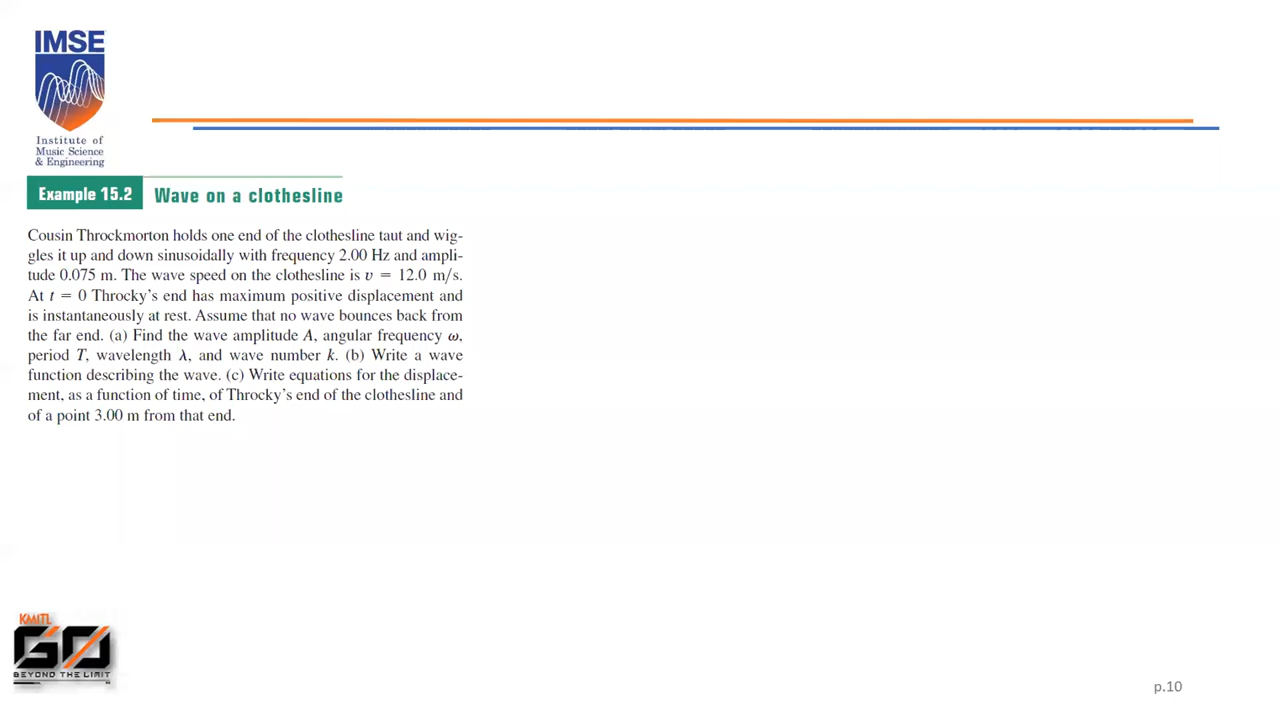 IMSE
Institute of
Music Science
& Engineering
Example 15.2 Wave on a clothesline
Cousin Throckmorton holds one end of the clothesline taut and wig-
gles it up and down sinusoidally with frequency 2.00 Hz and ampli-
tude 0.075 m. The wave speed on the clothesline is v = 12.0 m/s.
At t = 0 Throcky's end has maximum positive displacement and
is instantaneously at rest. Assume that no wave bounces back from
the far end. (a) Find the wave amplitude A, angular frequency ω,
period T, wavelength λ, and wave number k. (b) Write a wave
function describing the wave. (c) Write equations for the displace-
ment, as a function of time, of Throcky's end of the clothesline and
of a point 3.00 m from that end.
KMITL
GO
BEYOND THE LIMIT
p.10